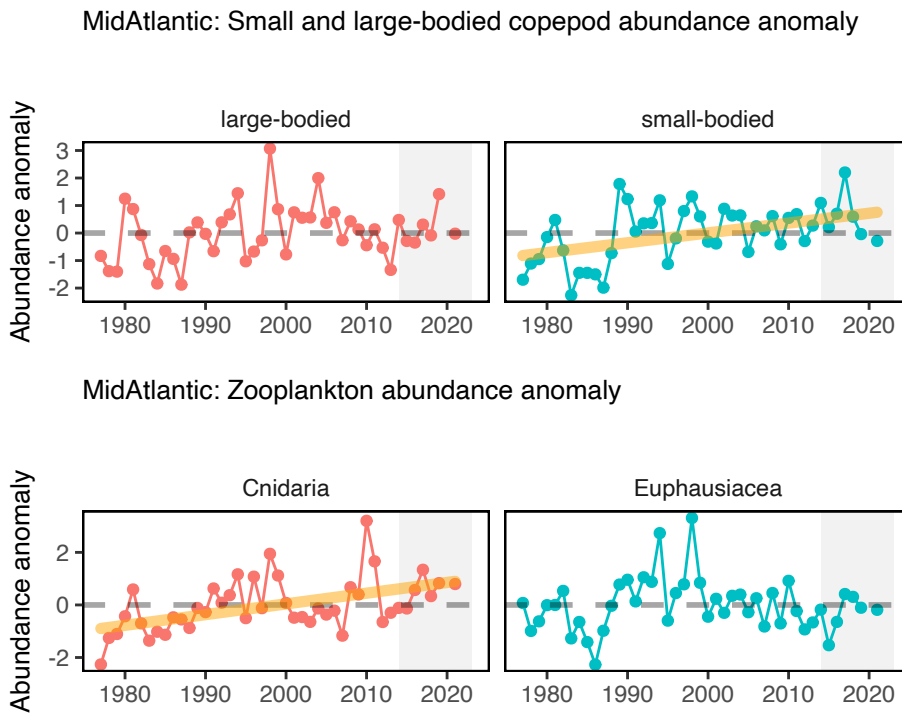 MidAtlantic: Small and large-bodied copepod abundance anomaly
large-bodied
small-bodied
Abundance anomaly
3
2
1
0
-1
-2
1980 1990 2000 2010 2020
1980 1990 2000 2010 2020
MidAtlantic: Zooplankton abundance anomaly
Cnidaria
Euphausiacea
Abundance anomaly
2
0
-2
1980 1990 2000 2010 2020
1980 1990 2000 2010 2020